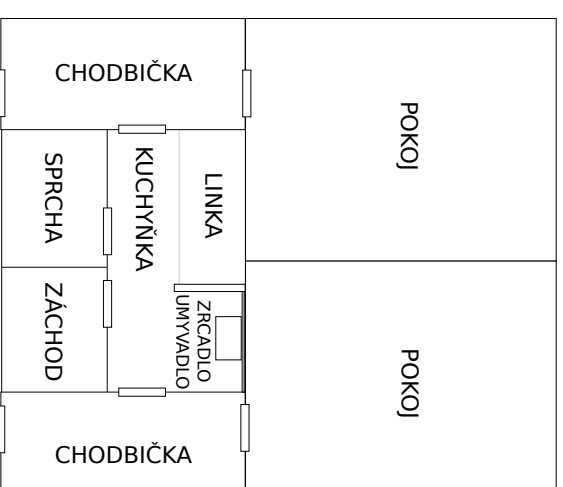 CHODBIČKA
POKOJ
SPRCHA
KUCHYŇKA
LINKA
ZÁCHOD
ZRCADLO
UMYVADLO
POKOJ
CHODBIČKA